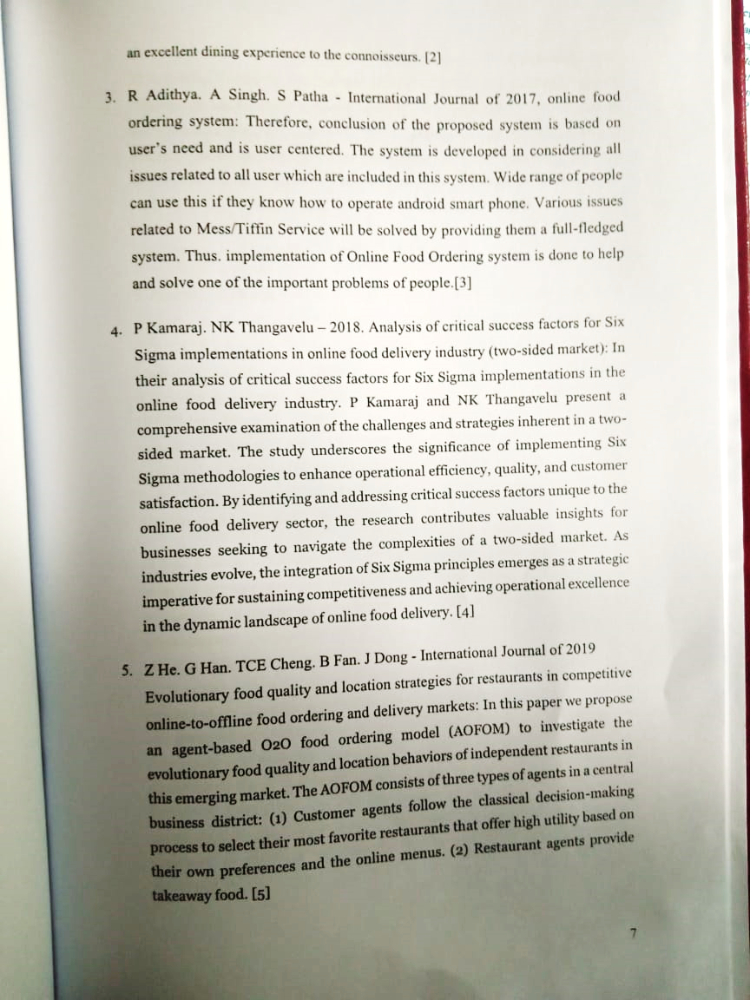 an excellent dining experience to the connoisseurs. [2]
3. R Adithya. A Singh. S Patha - International Journal of 2017, online food
ordering system: Therefore, conclusion of the proposed system is based on
user's need and is user centered. The system is developed in considering all
issues related to all user which are included in this system. Wide range of people
can use this if they know how to operate android smart phone. Various issues
related to Mess/Tiffin Service will be solved by providing them a full-fledged
system. Thus. implementation of Online Food Ordering system is done to help
and solve one of the important problems of people.[3]
4. P Kamaraj. NK Thangavelu – 2018. Analysis of critical success factors for Six
Sigma implementations in online food delivery industry (two-sided market): In
their analysis of critical success factors for Six Sigma implementations in the
online food delivery industry. P Kamaraj and NK Thangavelu present a
comprehensive examination of the challenges and strategies inherent in a two-
sided market. The study underscores the significance of implementing Six
Sigma methodologies to enhance operational efficiency, quality, and customer
satisfaction. By identifying and addressing critical success factors unique to the
online food delivery sector, the research contributes valuable insights for
businesses seeking to navigate the complexities of a two-sided market. As
industries evolve, the integration of Six Sigma principles emerges as a strategic
imperative for sustaining competitiveness and achieving operational excellence
in the dynamic landscape of online food delivery. [4]
5. Z He. G Han. TCE Cheng. B Fan. J Dong - International Journal of 2019
Evolutionary food quality and location strategies for restaurants in competitive
online-to-offline food ordering and delivery markets: In this paper we propose
an agent-based O2O food ordering model (AOFOM) to investigate the
evolutionary food quality and location behaviors of independent restaurants in
this emerging market. The AOFOM consists of three types of agents in a central
business district: (1) Customer agents follow the classical decision-making
process to select their most favorite restaurants that offer high utility based on
their own preferences and the online menus. (2) Restaurant agents provide
takeaway food. [5]
7